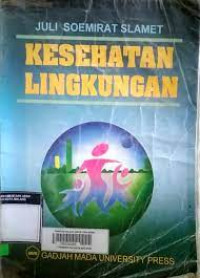 JULI SOEMIRAT SLAMET
KESEHATAN
LINGKUNGAN
GADJAH MADA UNIVERSITY PRESS